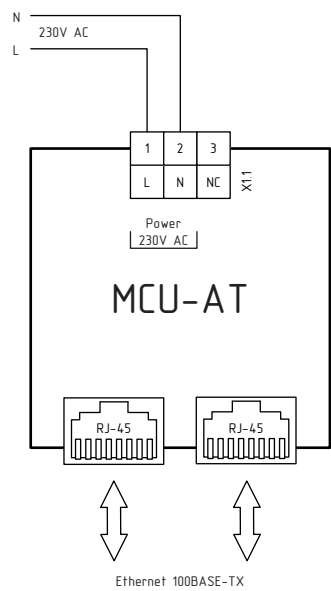 N
230V AC
L
1 2 3
L N NC
X1.1
Power
230V AC
MCU-AT
RJ-45 RJ-45
Ethernet 100BASE-TX